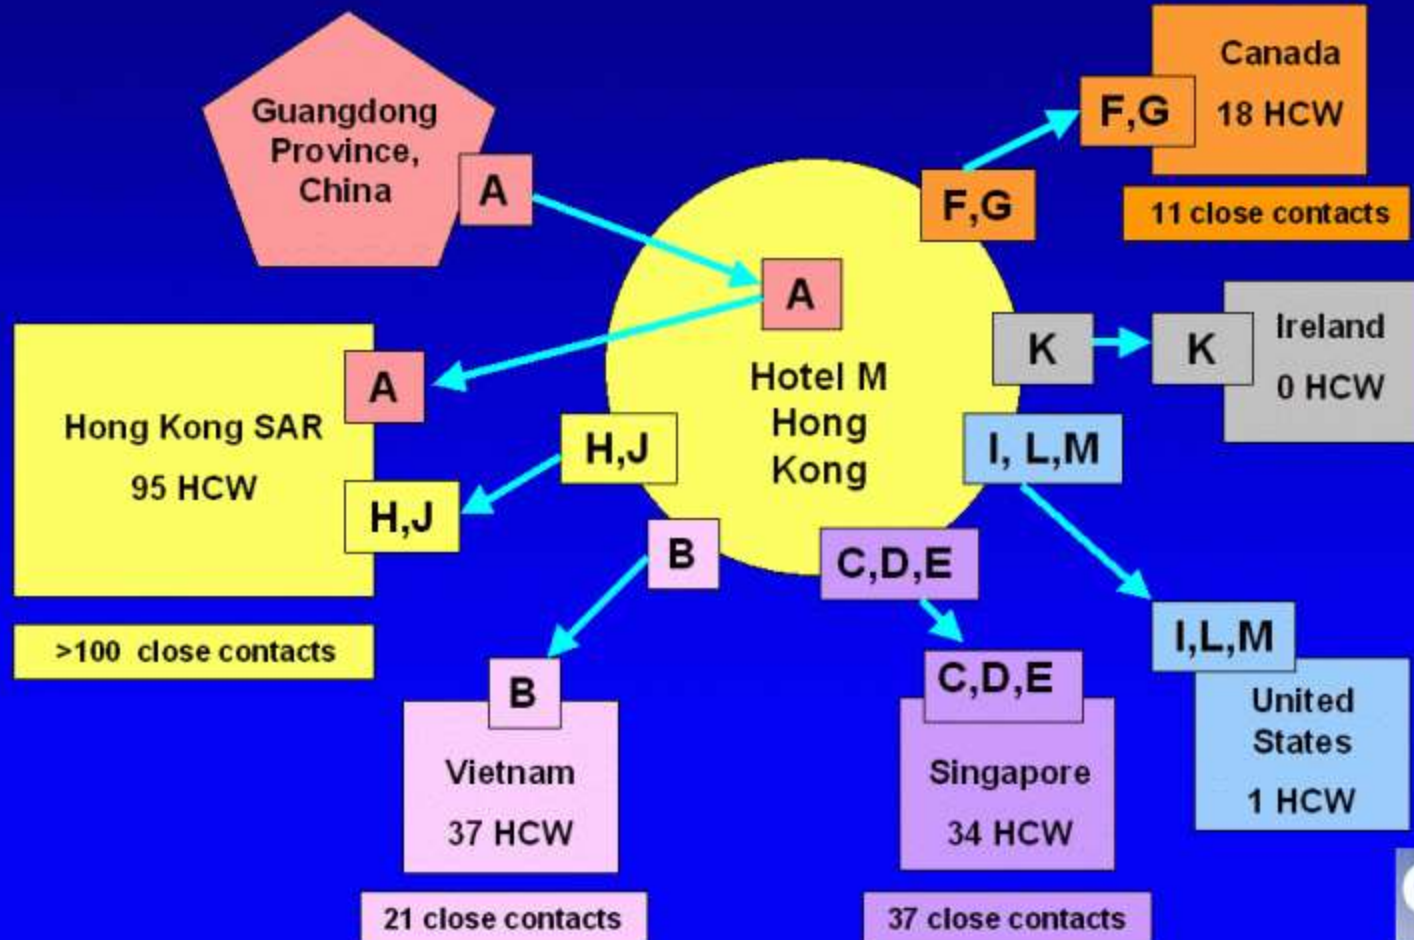 Guangdong
Province,
China
A
A
Hotel M
Hong
Kong
F,G
F,G
Canada
18 HCW
11 close contacts
K
K
Ireland
0 HCW
A
Hong Kong SAR
95 HCW
H,J
H,J
>100 close contacts
B
B
Vietnam
37 HCW
21 close contacts
C,D,E
C,D,E
Singapore
34 HCW
37 close contacts
I, L,M
I,L,M
United
States
1 HCW